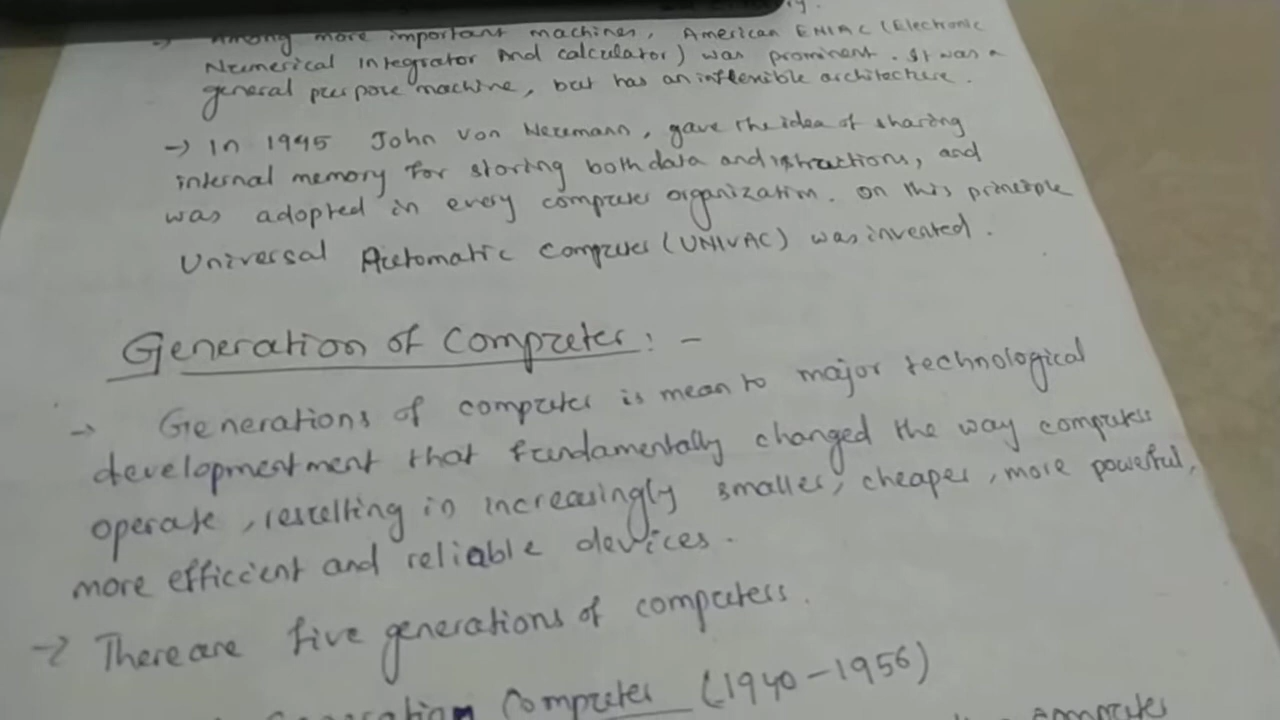 → Among more important machines, American ENIAC (Electronic
Numerical Integrator And calculator) was prominent. It was a
general purpose machine, but has an inflexible architecture.
→ In 1945 John Von Neumann, gave the idea of sharing
internal memory for storing both data and istructions, and
was adopted in every computer organization. On this principle
Universal Automatic Computer (UNIVAC) was invented.
Generation of Computer: -
→ Generations of computer is mean to major technological
developmentment that fundamentally changed the way computers
operate, resulting in increasingly smaller, cheaper, more powerful,
more efficient and reliable devices.
→ There are five generations of computers.
Generation Computer (1940-1956)
computer